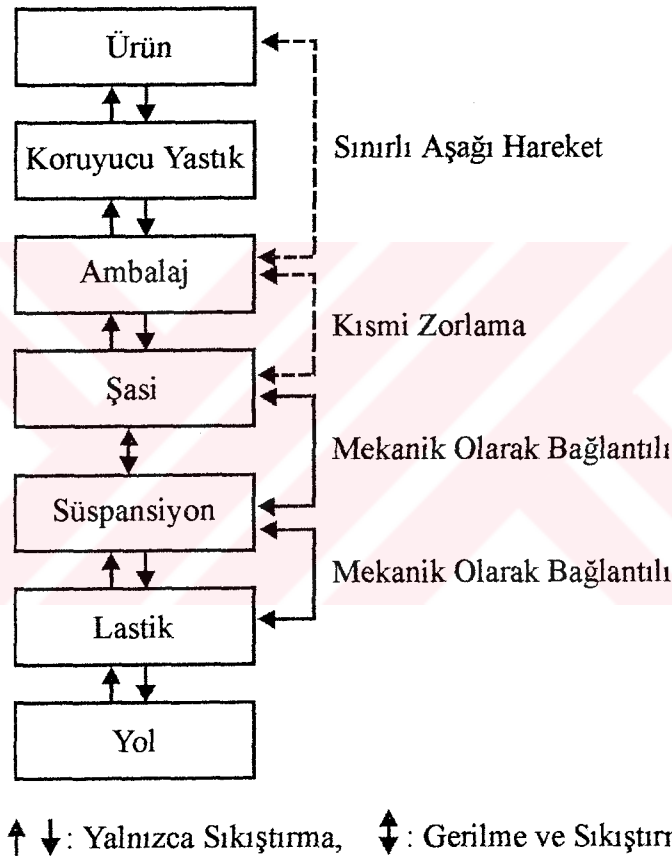 Ürün
Sınırlı Aşağı Hareket
Koruyucu Yastık
Ambalaj
Kısmi Zorlama
Şasi
Mekanik Olarak Bağlantılı
Süspansiyon
Mekanik Olarak Bağlantılı
Lastik
Yol
: Yalnızca Sıkıştırma, : Gerilme ve Sıkıştırm